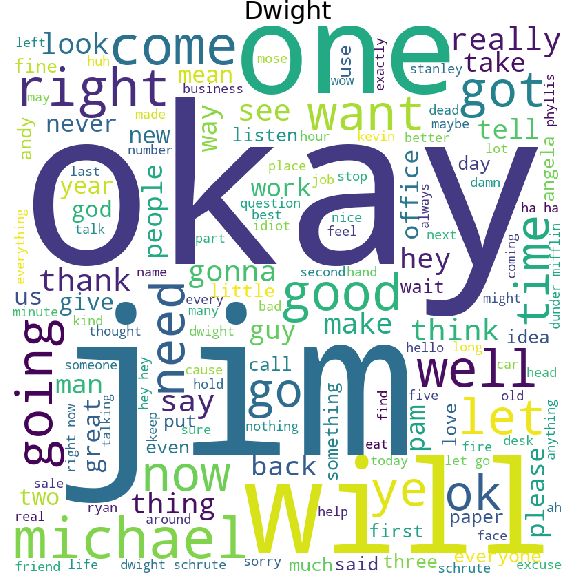 Dwight
left
huh
look
come
mose
one
wow
use
exactly
stanley
really
fine
mean
business
take
right
may
made
got
phyllis
andy
never
new
number
way
see
listen
hour
want
kevin
better
dead
maybe
tell
lot
okay
last
year
god
talk
people
place
work
question
best
idiot
job
stop
nice
feel
office
always
day
damn
next
angela
ha ha
everything
part
thank
name
gonna
second
hand
hey
wait
coming
might
time
dunder mifflin
us
minute
give
kind
thought
need
every
little
many
bad
good
dwight
guy
make
think
idea
going
jim
someone
man
great
right now
talking
hey hey
say
cause
hold
call
go
nothing
something
find
pam
hello
love
long
well
car
head
five
old
let
keep
put
sure
even
eat
today
fire
desk
let go
anything
please
sale
two
real
ryan
now
thing
around
back
will
help
ye
first
ok
paper
face
ah
michael
friend
life
dwight schrute
sorry
much
said
three
everyone
schrute
excuse